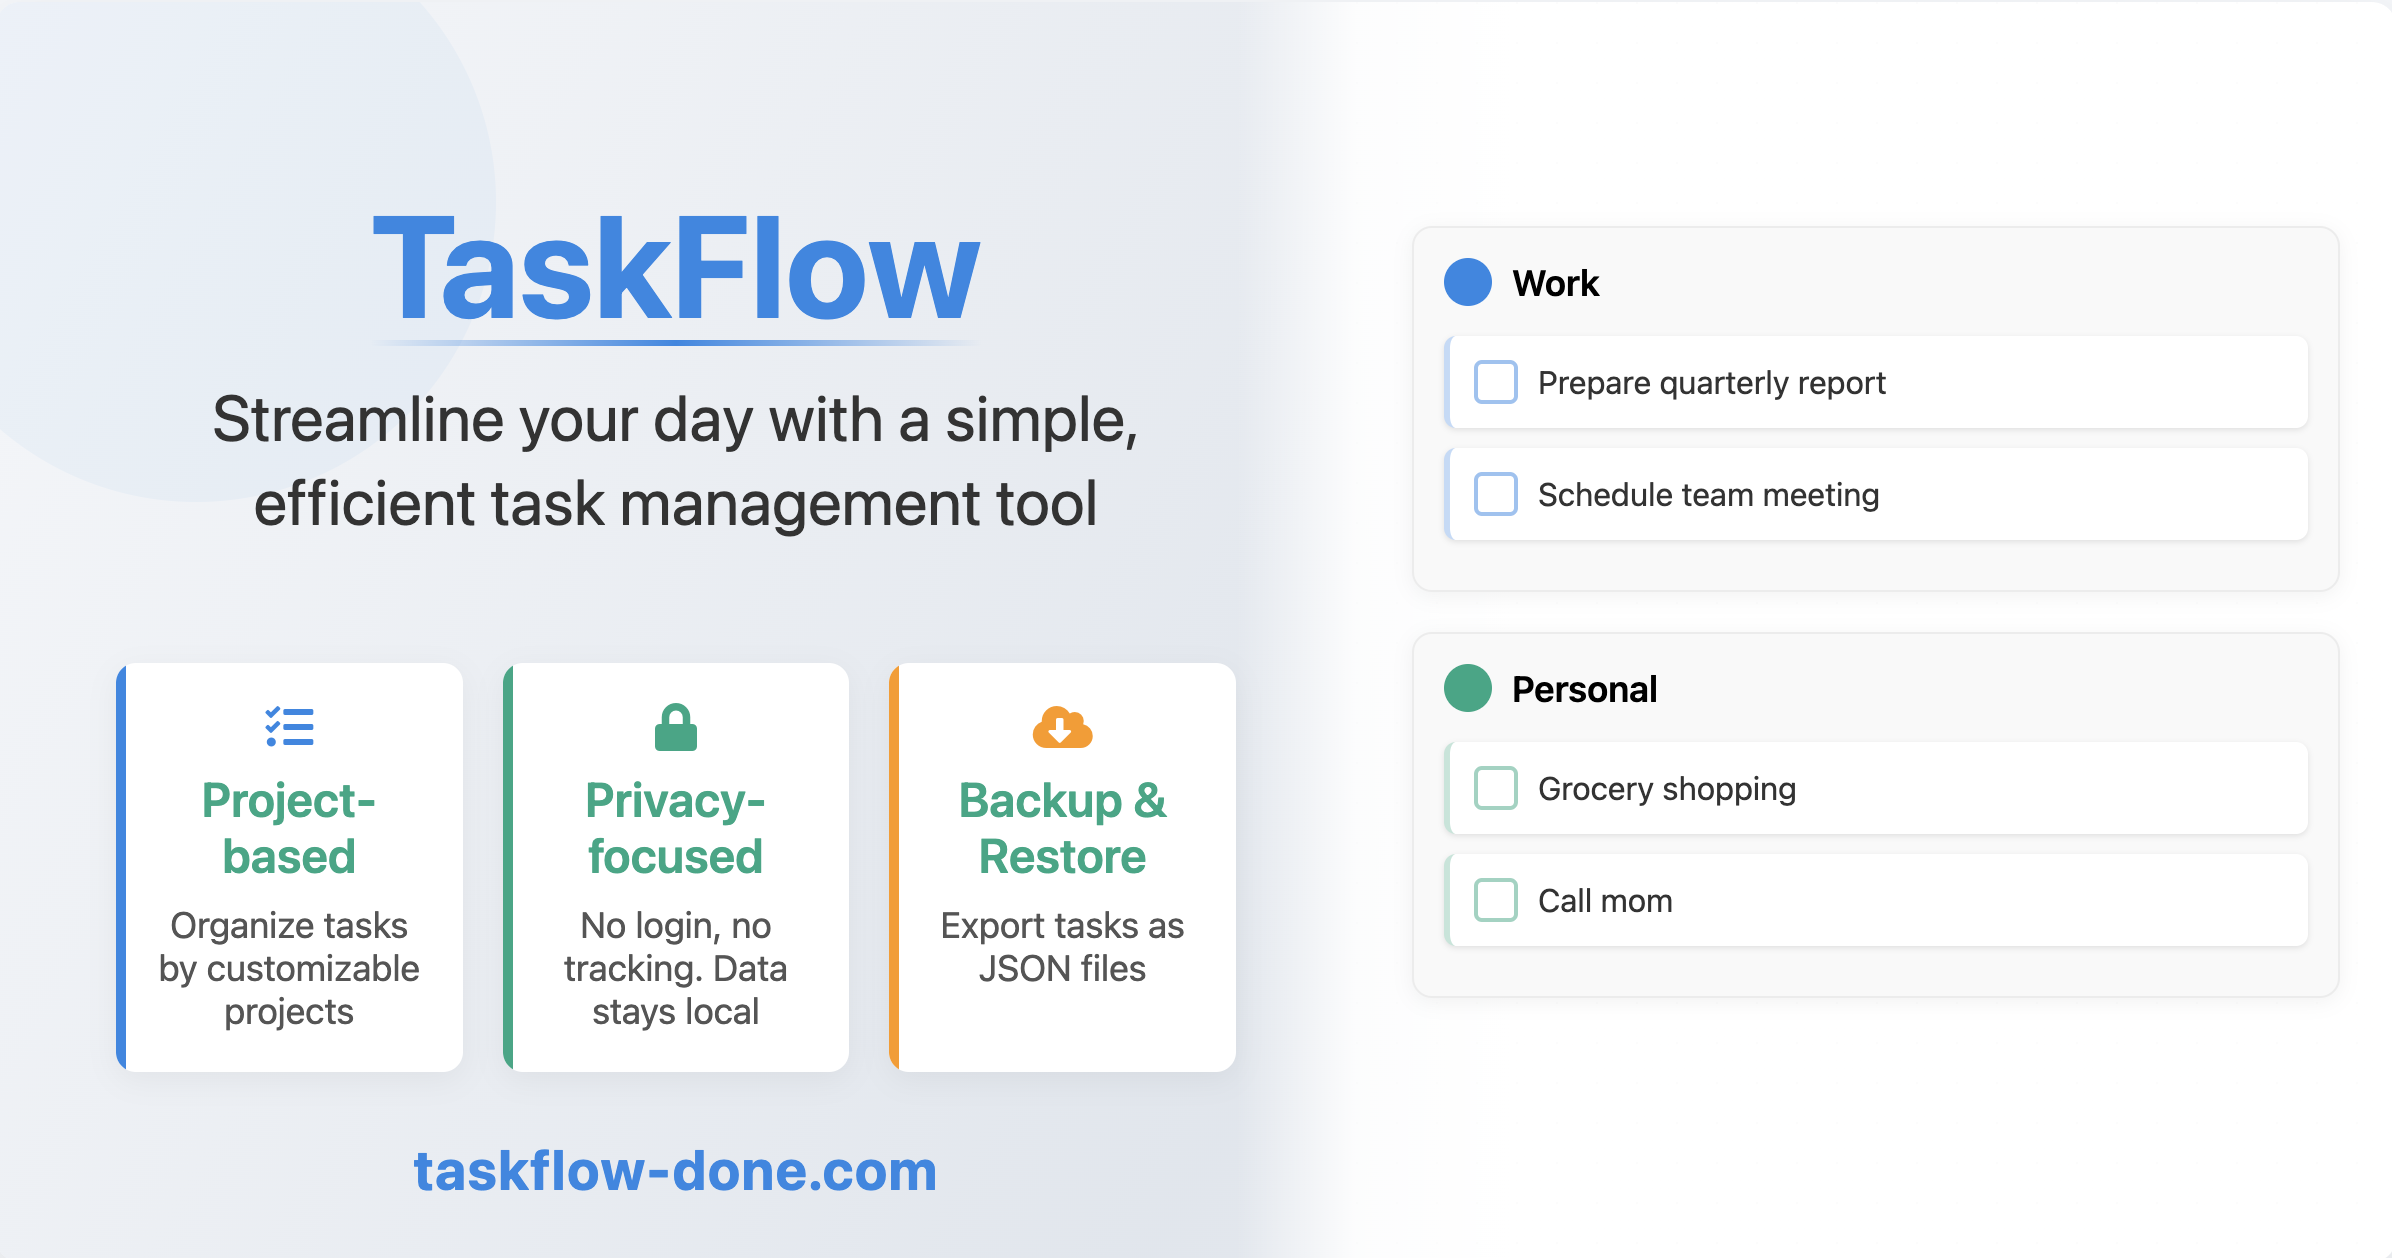 TaskFlow
Streamline your day with a simple,
efficient task management tool
Project-
based
Organize tasks
by customizable
projects
Privacy-
focused
No login, no
tracking. Data
stays local
Backup &
Restore
Export tasks as
JSON files
taskflow-done.com
Work
Prepare quarterly report
Schedule team meeting
Personal
Grocery shopping
Call mom